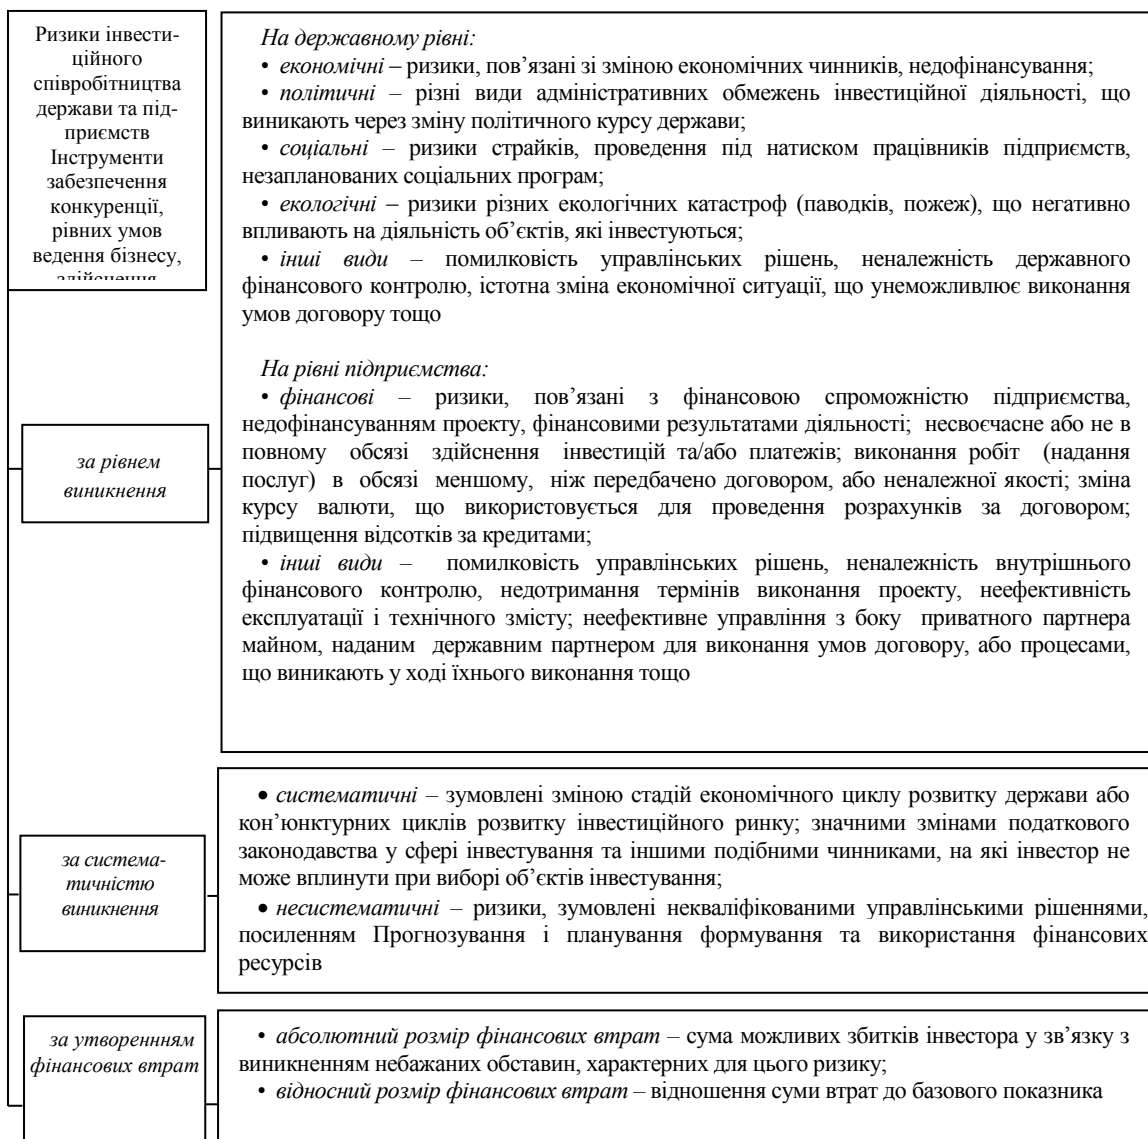 Ризики інвести-
ційного
співробітництва
держави та під-
приємств
Інструменти
забезпечення
конкуренції,
рівних умов
ведення бізнесу,
здійснення
На державному рівні:
• економічні – ризики, пов’язані зі зміною економічних чинників, недофінансування;
• політичні – різні види адміністративних обмежень інвестиційної діяльності, що
виникають через зміну політичного курсу держави;
• соціальні – ризики страйків, проведення під натиском працівників підприємств,
незапланованих соціальних програм;
• екологічні – ризики різних екологічних катастроф (паводків, пожеж), що негативно
впливають на діяльність об’єктів, які інвестуються;
• інші види – помилковість управлінських рішень, неналежність державного
фінансового контролю, істотна зміна економічної ситуації, що унеможливлює виконання
умов договору тощо
На рівні підприємства:
• фінансові – ризики, пов’язані з фінансовою спроможністю підприємства,
недофінансуванням проекту, фінансовими результатами діяльності; несвоєчасне або не в
повному обсязі здійснення інвестицій та/або платежів; виконання робіт (надання
послуг) в обсязі меншому, ніж передбачено договором, або неналежної якості; зміна
курсу валюти, що використовується для проведення розрахунків за договором;
підвищення відсотків за кредитами;
• інші види – помилковість управлінських рішень, неналежність внутрішнього
фінансового контролю, недотримання термінів виконання проекту, неефективність
експлуатації і технічного змісту; неефективне управління з боку приватного партнера
майном, наданим державним партнером для виконання умов договору, або процесами,
що виникають у ході їхнього виконання тощо
за рівнем
виникнення
• систематичні – зумовлені зміною стадій економічного циклу розвитку держави або
кон’юнктурних циклів розвитку інвестиційного ринку; значними змінами податкового
законодавства у сфері інвестування та іншими подібними чинниками, на які інвестор не
може вплинути при виборі об’єктів інвестування;
• несистематичні – ризики, зумовлені некваліфікованими управлінськими рішеннями,
посиленням Прогнозування і планування формування та використання фінансових
ресурсів
за система-
тичністю
виникнення
за утвореннням
фінансових втрат
• абсолютний розмір фінансових втрат – сума можливих збитків інвестора у зв’язку з
виникненням небажаних обставин, характерних для цього ризику;
• відносний розмір фінансових втрат – відношення суми втрат до базового показника